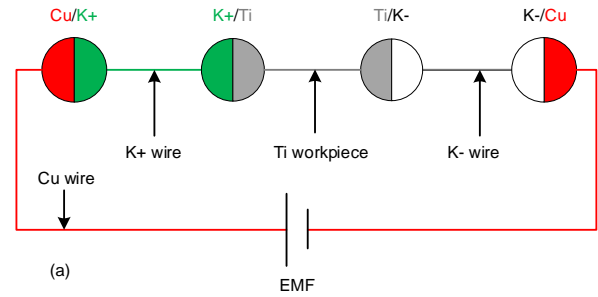 Cu/K+
K+/Ti
Ti/K-
K-/Cu
K+ wire
Ti workpiece
K- wire
Cu wire
(a)
EMF